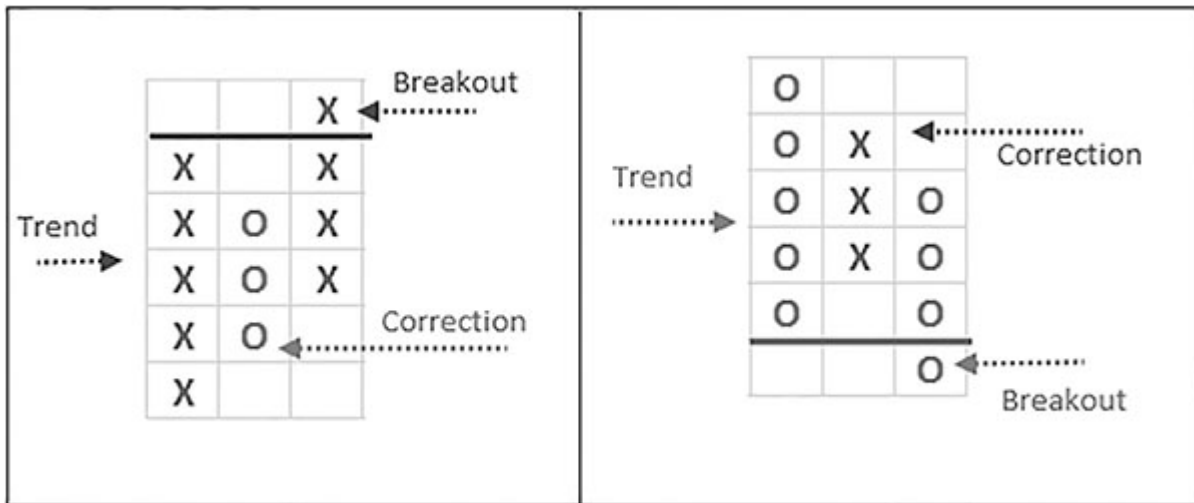 Breakout
X
X X
Trend
X O X
X O X
Correction
X O
X
O
O X
Correction
Trend
O X O
O X O
O O
O
Breakout